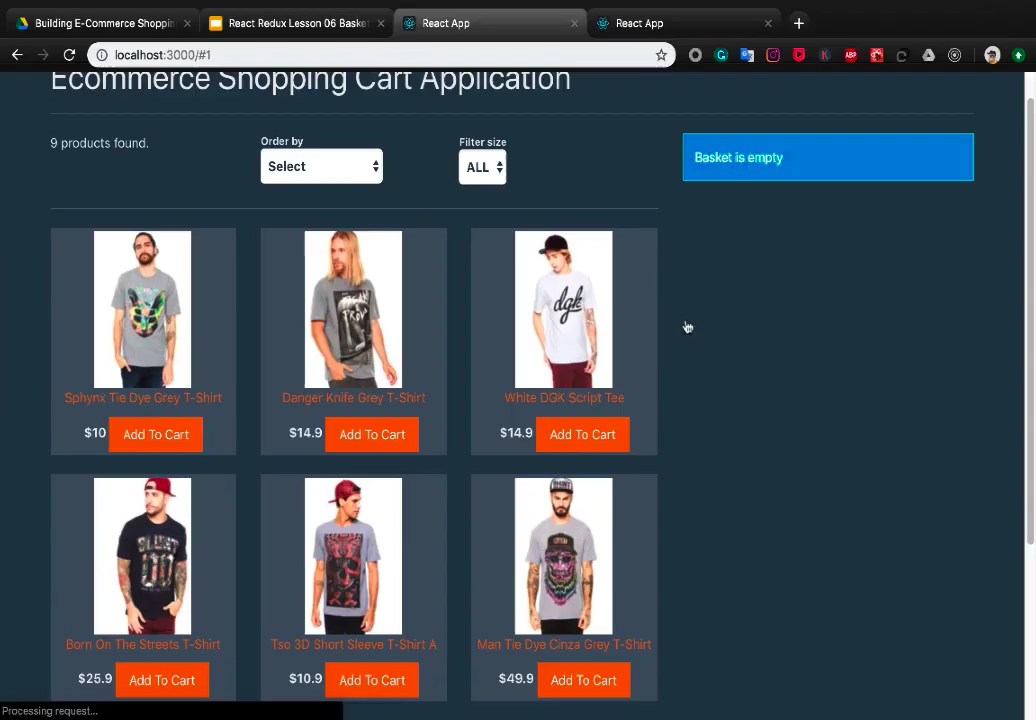 Building E-Commerce Shoppin
React Redux Lesson 06 Basket
React App
React App
localhost:3000/#1
ABP
Ecommerce Shopping Cart Application
9 products found.
Order by
Select
Filter size
ALL
Basket is empty
dgk
Sphynx Tie Dye Grey T-Shirt
Danger Knife Grey T-Shirt
White DGK Script Tee
$10 Add To Cart
$14.9 Add To Cart
$14.9 Add To Cart
Born On The Streets T-Shirt
Tso 3D Short Sleeve T-Shirt A
Man Tie Dye Cinza Grey T-Shirt
$25.9 Add To Cart
$10.9 Add To Cart
$49.9 Add To Cart
Processing request...